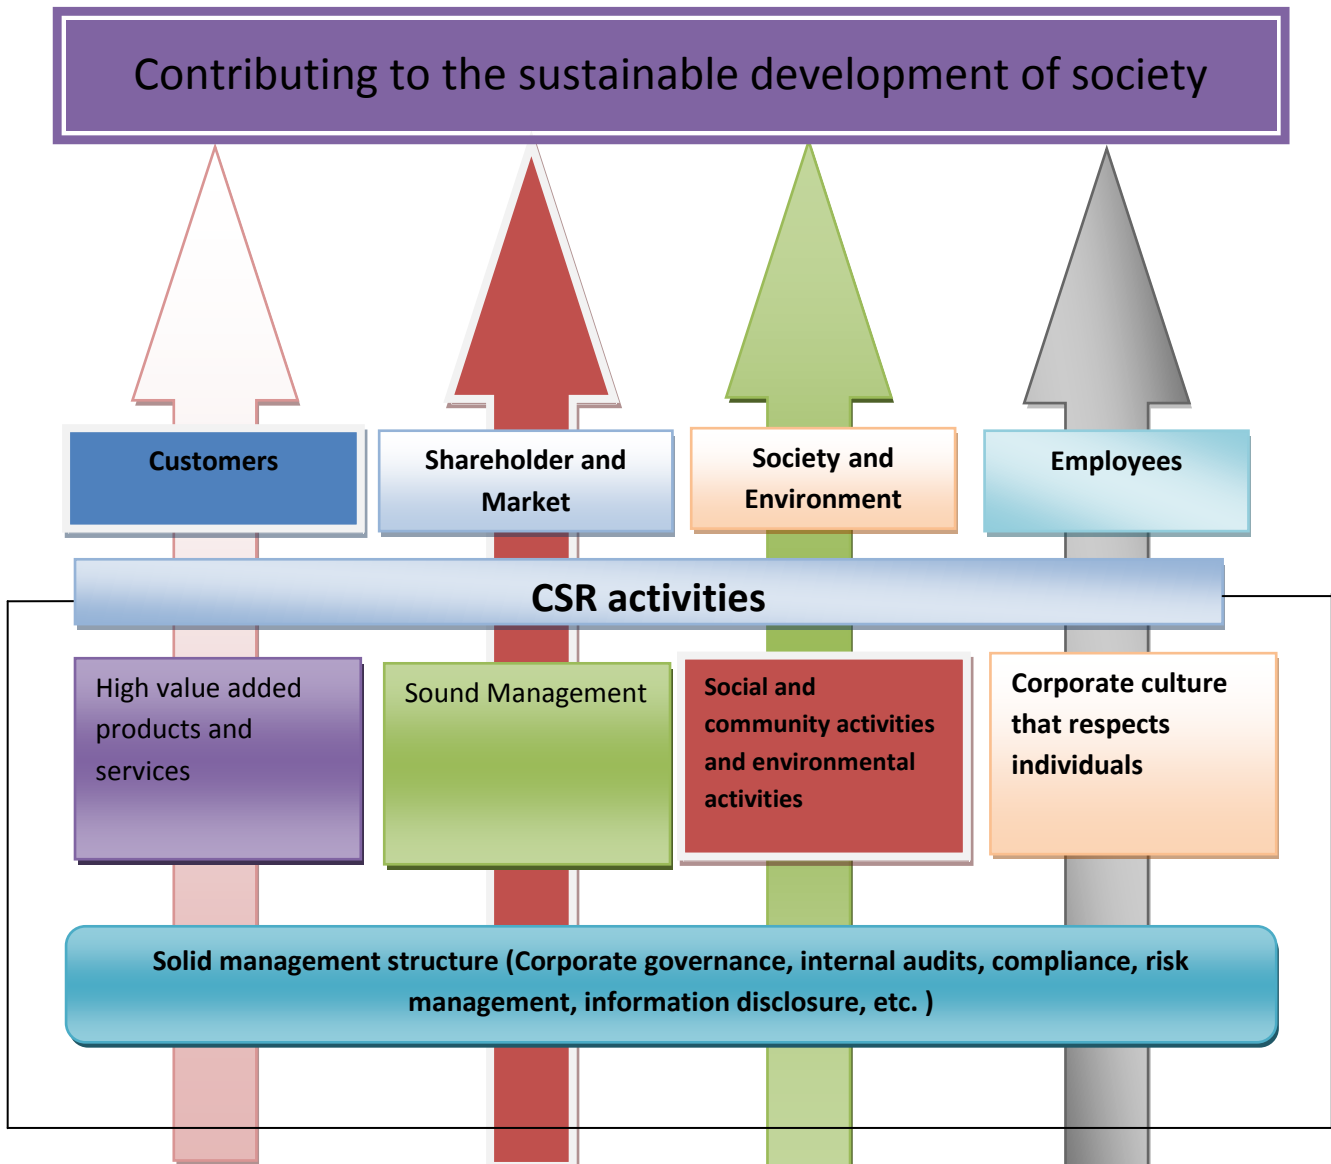 Contributing to the sustainable development of society
Customers
Shareholder and
Market
Society and
Environment
Employees
CSR activities
High value added
products and
services
Sound Management
Social and
community activities
and environmental
activities
Corporate culture
that respects
individuals
Solid management structure (Corporate governance, internal audits, compliance, risk
management, information disclosure, etc. )